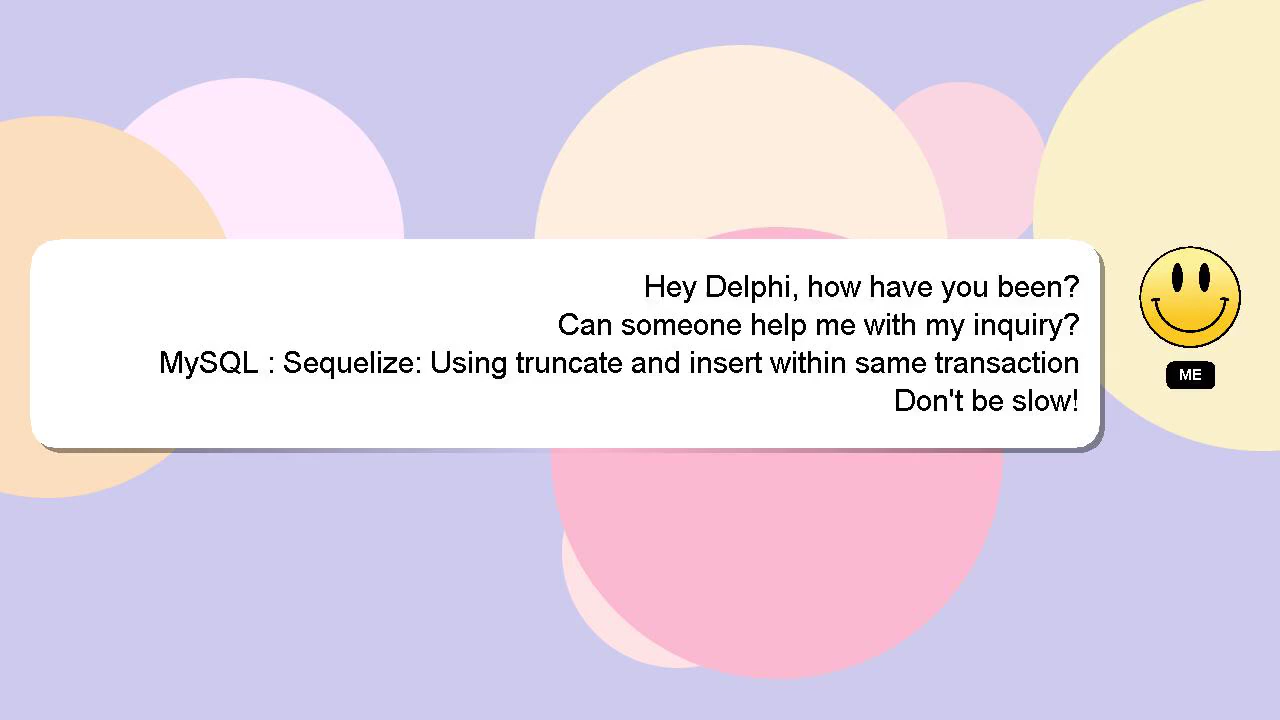 Hey Delphi, how have you been?
Can someone help me with my inquiry?
MySQL : Sequelize: Using truncate and insert within same transaction
Don't be slow!
ME